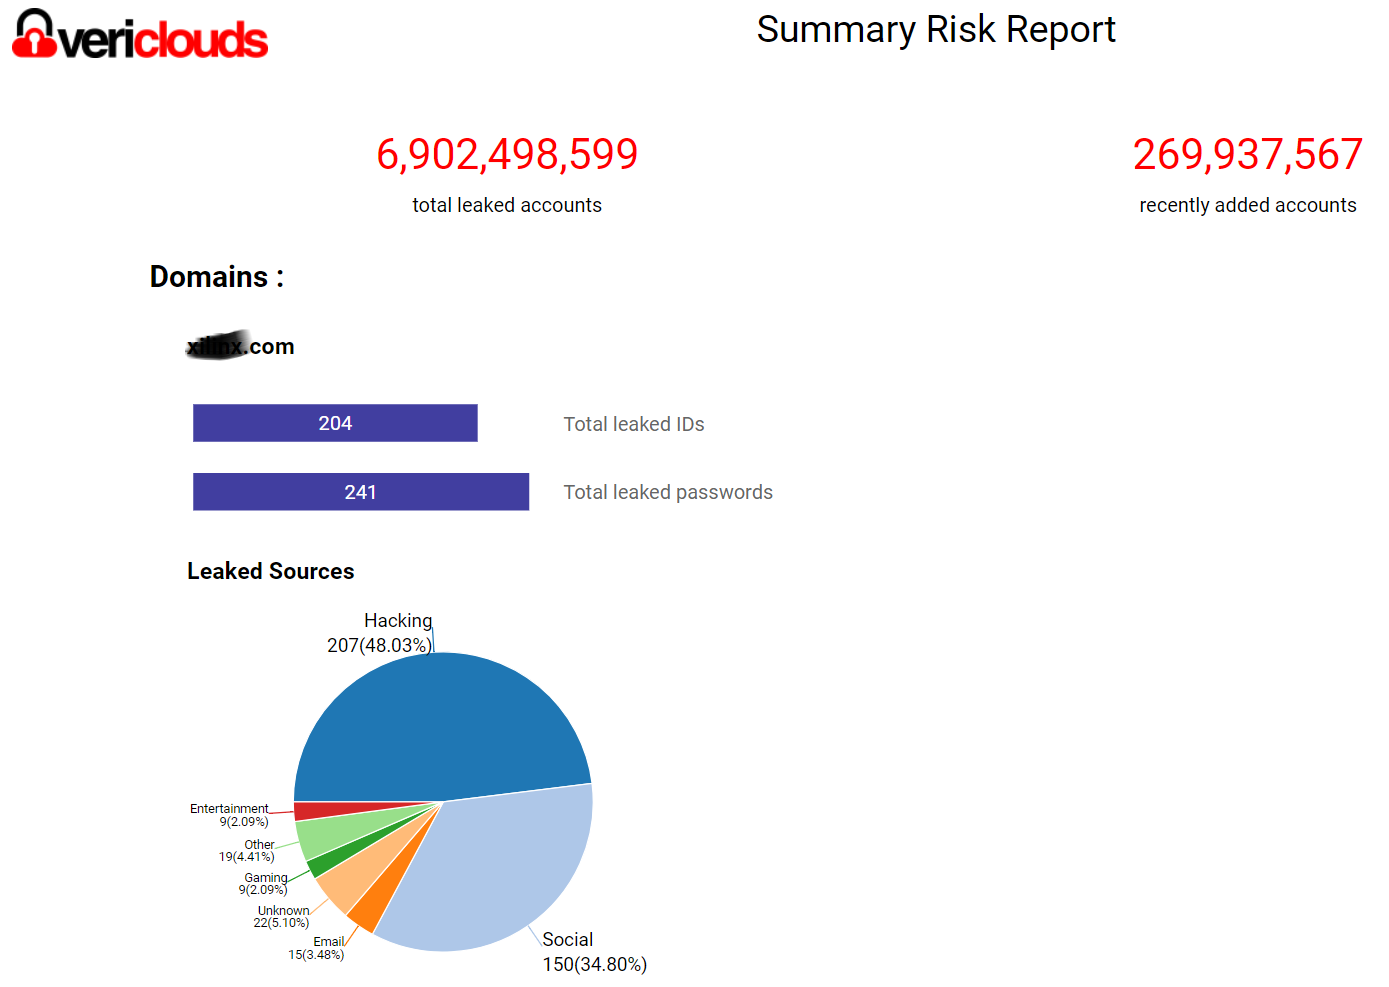 vericlouds
Summary Risk Report
6,902,498,599
total leaked accounts
269,937,567
recently added accounts
Domains :
xilinx.com
204
Total leaked IDs
241
Total leaked passwords
Leaked Sources
Hacking
207(48.03%)
Entertainment
9(2.09%)
Other
19(4.41%)
Gaming
9(2.09%)
Unknown
22(5.10%)
Email
15(3.48%)
Social
150(34.80%)